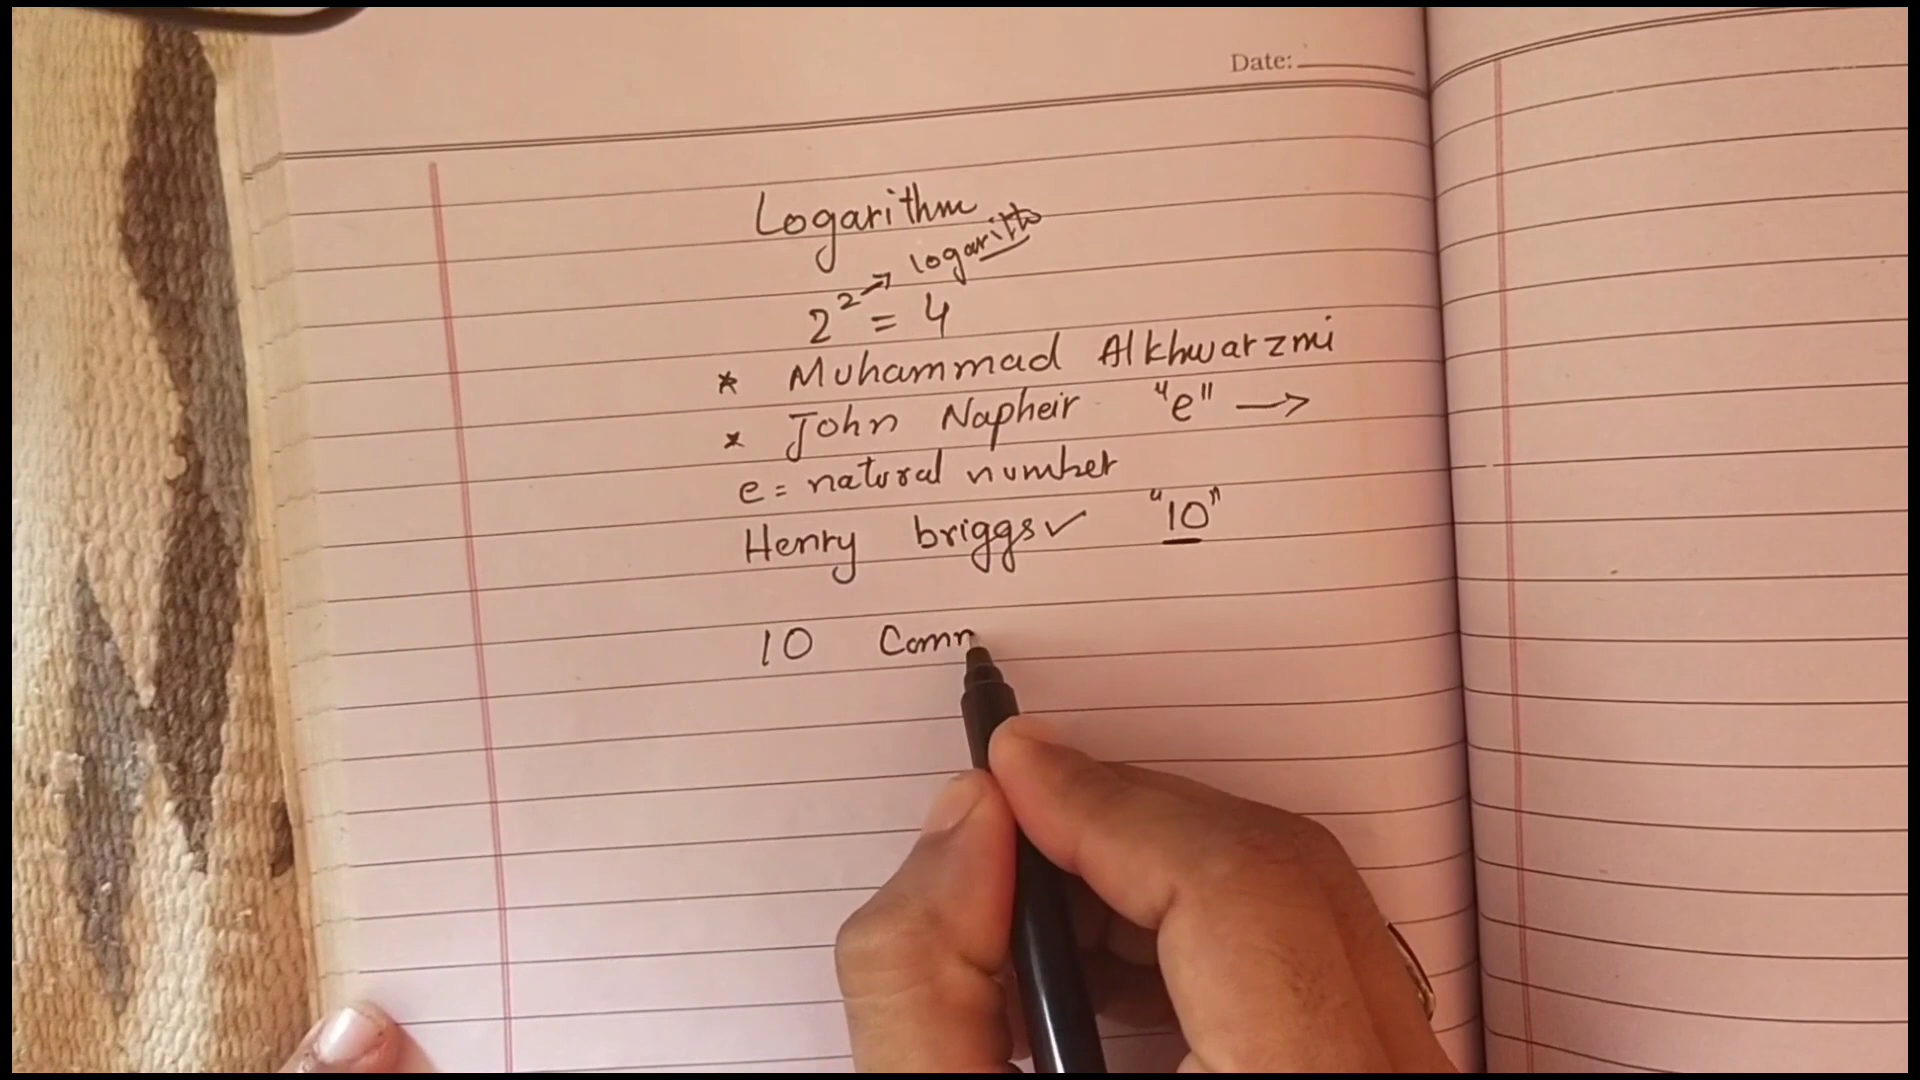 Date:
Logarithm
2² = 4 → logarithm
* Muhammad Alkhwarzmi
* John Napheir "e" →
e = natural number
Henry briggs ✓ "10"
10 Comm